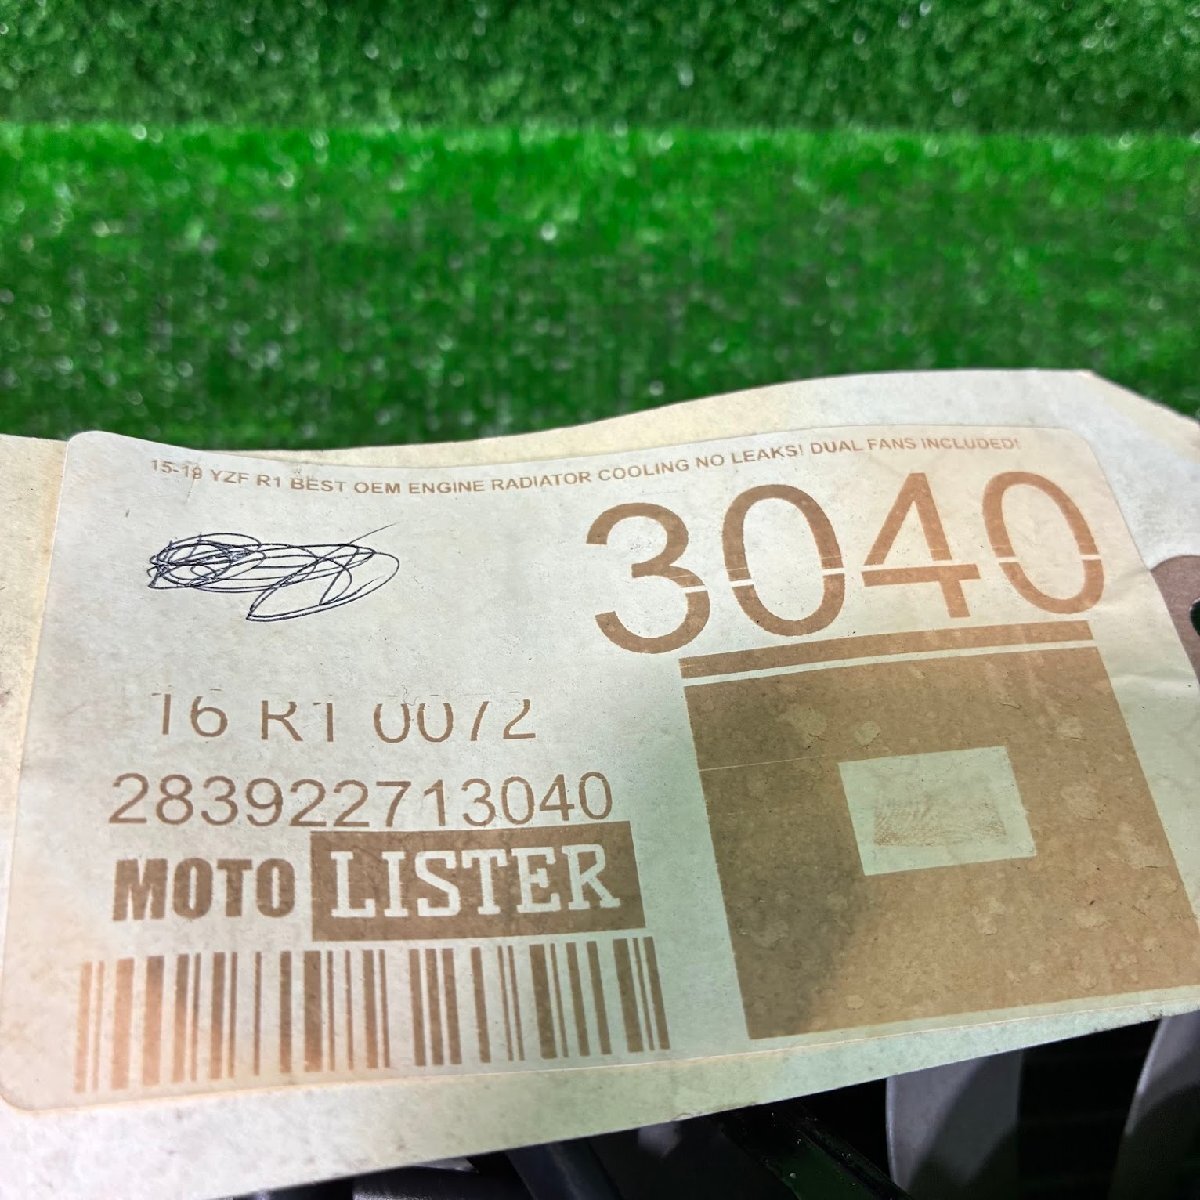 15-18 YZF R1 BEST OEM ENGINE RADIATOR COOLING NO LEAKS! DUAL FANS INCLUDED!
3040
16 R1 0072
283922713040
MOTO LISTER